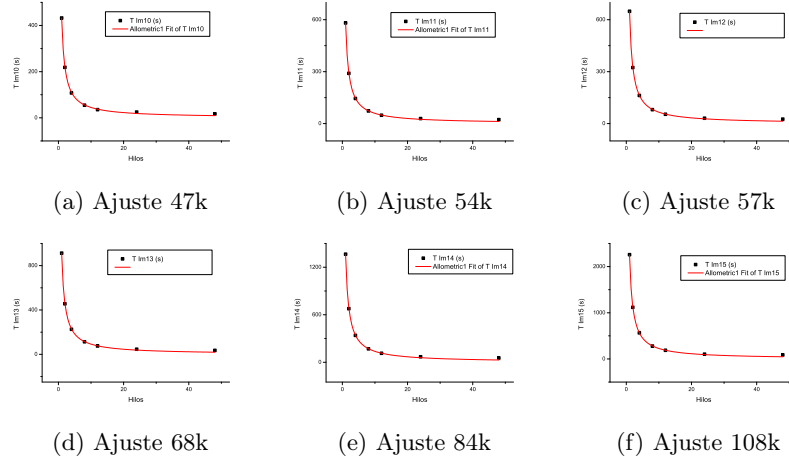 T Im10 (s)
Allometric1 Fit of T Im10
T Im10 (s)
400
200
0
0 20 40
Hilos
(a) Ajuste 47k
T Im11 (s)
Allometric1 Fit of T Im11
T Im11 (s)
600
300
0
0 20 40
Hilos
(b) Ajuste 54k
T Im12 (s)
T Im12 (s)
600
300
0
0 20 40
Hilos
(c) Ajuste 57k
T Im13 (s)
T Im13 (s)
800
400
0
0 20 40
Hilos
(d) Ajuste 68k
T Im14 (s)
Allometric1 Fit of T Im14
T Im14 (s)
1200
600
0
0 20 40
Hilos
(e) Ajuste 84k
T Im15 (s)
Allometric1 Fit of T Im15
T Im15 (s)
2000
1000
0
0 20 40
Hilos
(f) Ajuste 108k